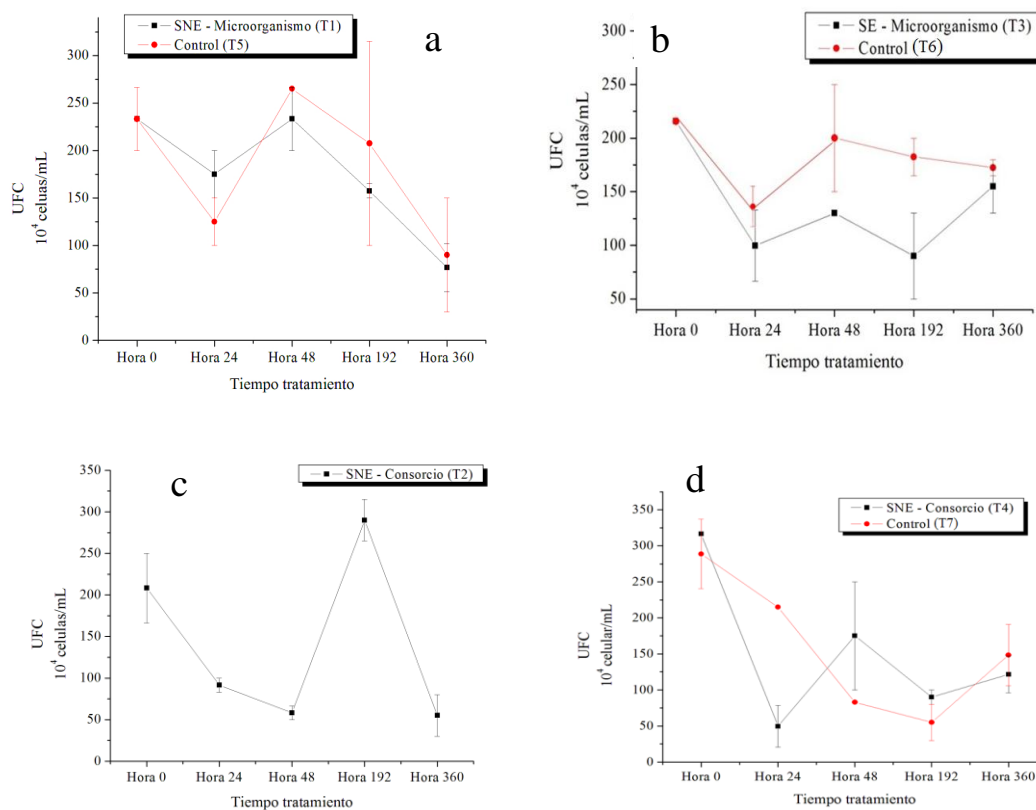 SNE - Microorganismo (T1)
Control (T5)
a
350
300
250
200
150
100
50
0
UFC
10⁴ celuas/mL
Hora 0 Hora 24 Hora 48 Hora 192 Hora 360
Tiempo tratamiento
SE - Microorganismo (T3)
Control (T6)
b
300
250
200
150
100
50
UFC
10⁴ celulas/mL
Hora 0 Hora 24 Hora 48 Hora 192 Hora 360
Tiempo tratamiento
SNE - Consorcio (T2)
c
350
300
250
200
150
100
50
0
UFC
10⁴ celulas/mL
Hora 0 Hora 24 Hora 48 Hora 192 Hora 360
Tiempo tratamiento
d
SNE - Consorcio (T4)
Control (T7)
350
300
250
200
150
100
50
0
UFC
10⁴ celular/mL
Hora 0 Hora 24 Hora 48 Hora 192 Hora 360
Tiempo tratamiento